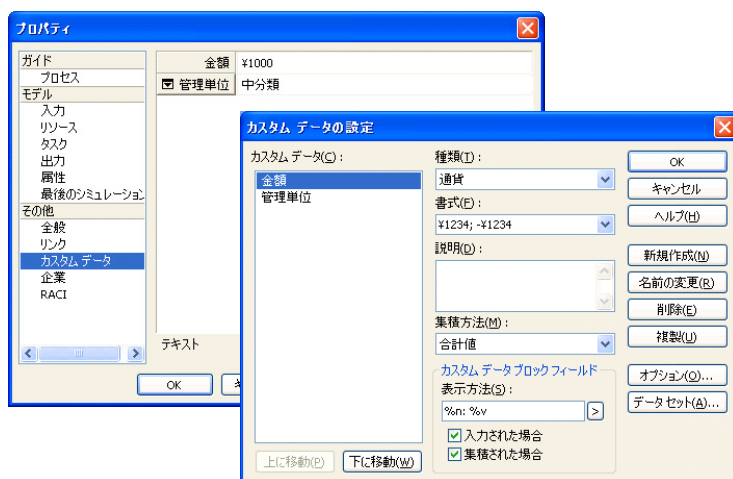 プロパティ
ガイド
プロセス
モデル
入力
リソース
タスク
出力
属性
最後のシミュレーション
その他
全般
リンク
カスタム データ
企業
RACI
金額 ¥1000
管理単位 中分類
テキスト
OK
カスタム データの設定
カスタム データ(C):
金額
管理単位
上に移動(P)
下に移動(W)
種類(T):
通貨
書式(F):
¥1234; -¥1234
説明(D):
集積方法(M):
合計値
カスタム データ ブロック フィールド
表示方法(S):
%n: %v
>
入力された場合
集積された場合
OK
キャンセル
ヘルプ(H)
新規作成(N)
名前の変更(R)
削除(E)
複製(U)
オプション(O)...
データ セット(A)...